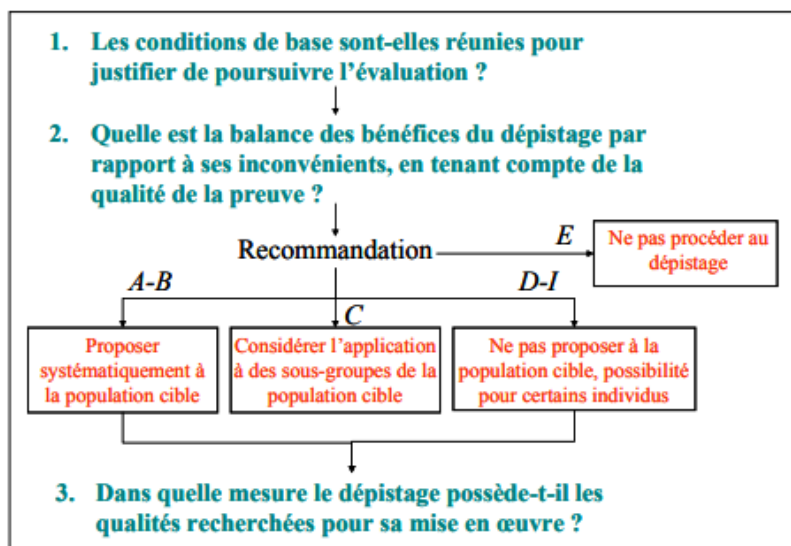 1. Les conditions de base sont-elles réunies pour
justifier de poursuivre l'évaluation ?
2. Quelle est la balance des bénéfices du dépistage par
rapport à ses inconvénients, en tenant compte de la
qualité de la preuve ?
Recommandation
E
Ne pas procéder au
dépistage
A-B
C
D-I
Proposer
systématiquement à
la population cible
Considérer l'application
à des sous-groupes de la
population cible
Ne pas proposer à la
population cible, possibilité
pour certains individus
3. Dans quelle mesure le dépistage possède-t-il les
qualités recherchées pour sa mise en œuvre ?